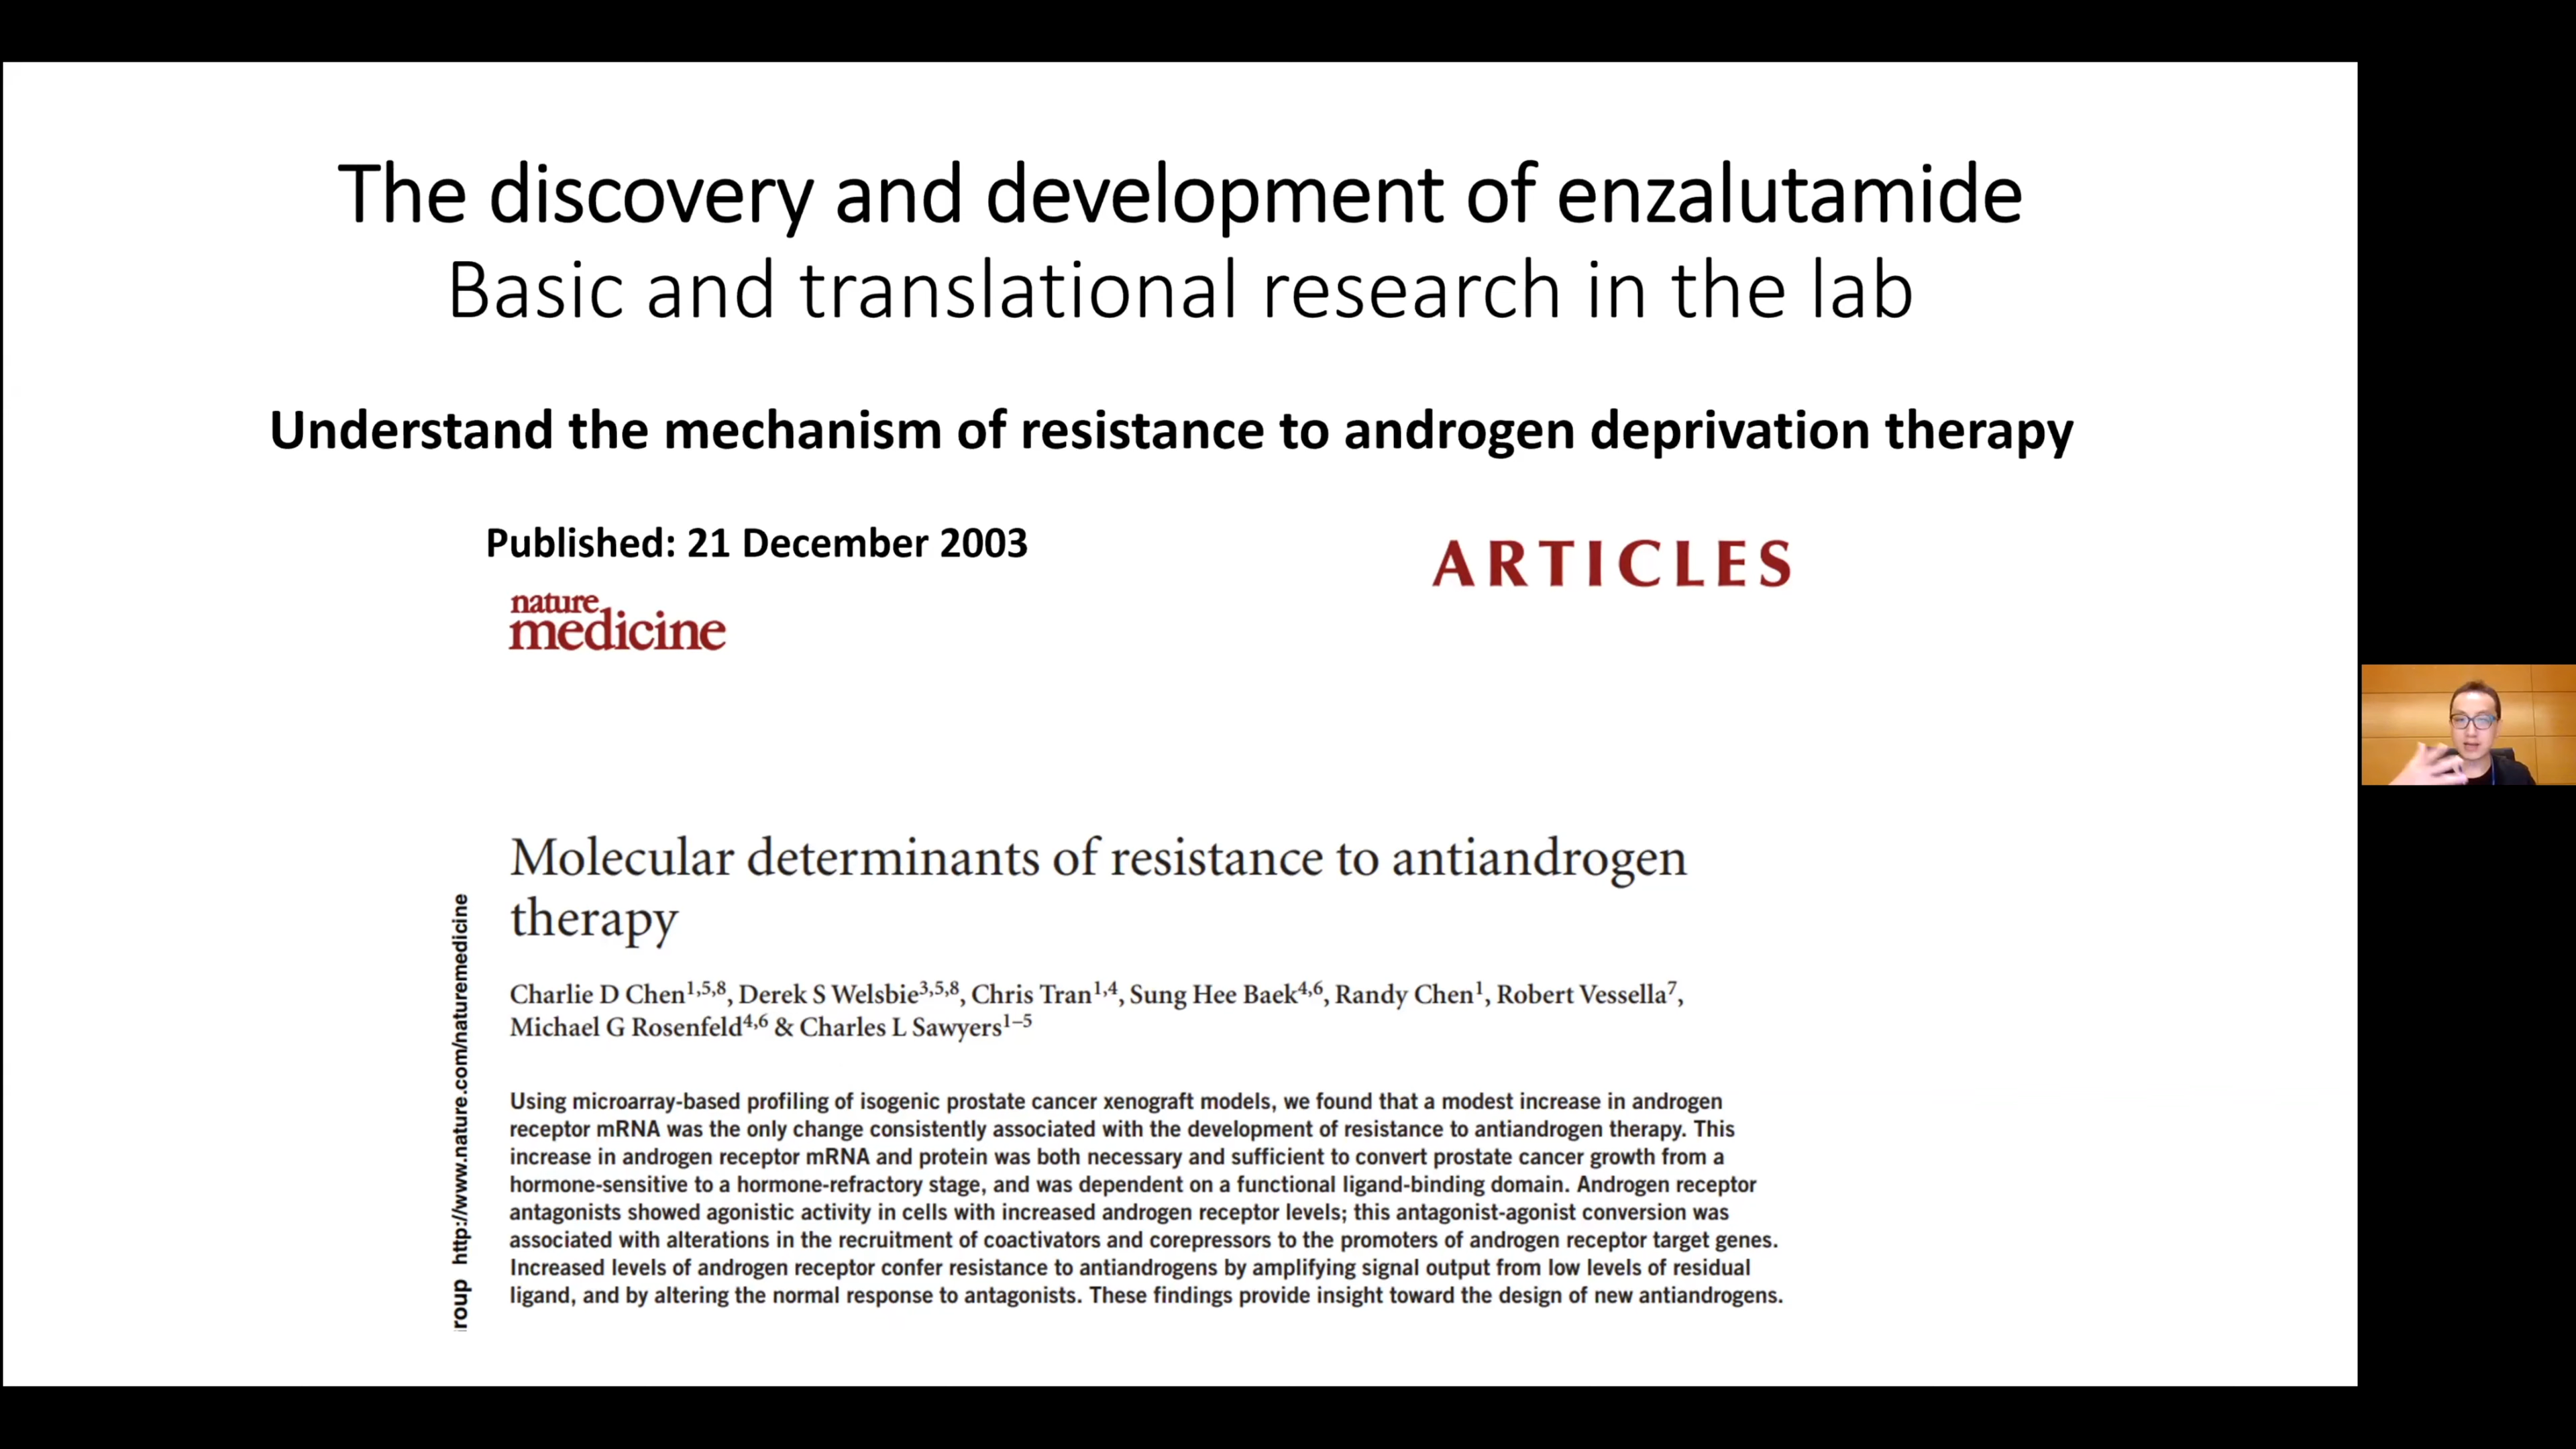 The discovery and development of enzalutamide
Basic and translational research in the lab
Understand the mechanism of resistance to androgen deprivation therapy
Published: 21 December 2003
ARTICLES
nature
medicine
Molecular determinants of resistance to antiandrogen
therapy
Charlie D Chen1,5,8, Derek S Welsbie3,5,8, Chris Tran1,4, Sung Hee Baek4,6, Randy Chen1, Robert Vessella7,
Michael G Rosenfeld4,6 & Charles L Sawyers1–5
Using microarray-based profiling of isogenic prostate cancer xenograft models, we found that a modest increase in androgen
receptor mRNA was the only change consistently associated with the development of resistance to antiandrogen therapy. This
increase in androgen receptor mRNA and protein was both necessary and sufficient to convert prostate cancer growth from a
hormone-sensitive to a hormone-refractory stage, and was dependent on a functional ligand-binding domain. Androgen receptor
antagonists showed agonistic activity in cells with increased androgen receptor levels; this antagonist-agonist conversion was
associated with alterations in the recruitment of coactivators and corepressors to the promoters of androgen receptor target genes.
Increased levels of androgen receptor confer resistance to antiandrogens by amplifying signal output from low levels of residual
ligand, and by altering the normal response to antagonists. These findings provide insight toward the design of new antiandrogens.
roup http://www.nature.com/naturemedicine